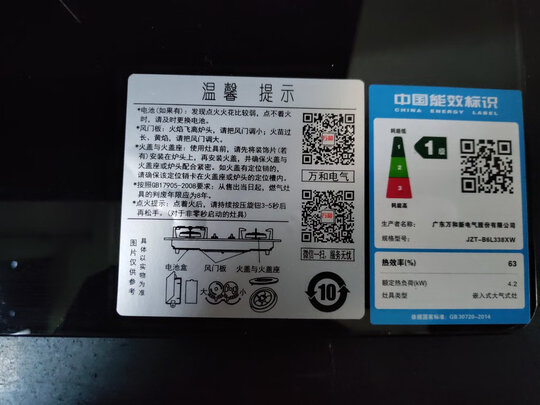 温馨 提示
*电池(如果有):发现点火火花比较弱,点不着火
时,请及时更换电池。
*风门板:火焰飞离炉头,请把风门调小;火苗过
长、黄焰,请把风门调大。
*火盖与火盖座:使用灶具前,请先将装饰片(若
有)安装在炉头上,再安装火盖,并确保火盖与
火盖座或炉头配合紧密。如火盖有定位销的,
请确保该定位销卡在火盖座或炉头的定位槽内。
*按照GB17905-2008要求:从售出当日起,燃气灶
具的判废年限应为8年。
*点火提示:点着火后,请持续按压旋钮3-5秒后
再松手。(对于非零秒启动的灶具)
万和电气
微信一扫,服务无忧
图片仅供参考
具体以实物为准
电池盒 风门板 火盖与火盖座
大 小
10
中国能效标识
CHINA ENERGY LABEL
耗能低
1
2
3
耗能高
1级
生产者名称: 广东万和新电气股份有限公司
规格型号: JZT-B6L338XW
热效率(%) 63
额定热负荷(kW) 4.2
灶具类型 嵌入式大气式灶
依据国家标准: GB 30720-2014